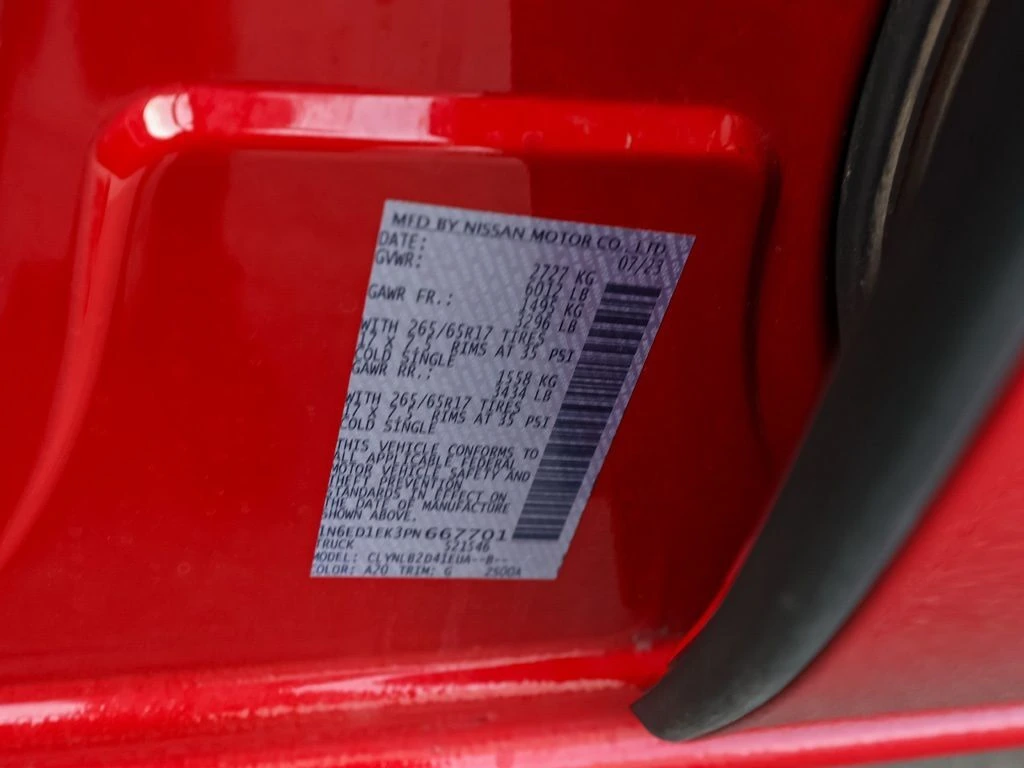 MFD BY NISSAN MOTOR CO., LTD
DATE: 07/23
GVWR: 2727 KG
6012 LB
GAWR FR.: 1495 KG
3296 LB
WITH 265/65R17 TIRES
17 X 7.5 RIMS AT 35 PSI
COLD SINGLE
GAWR RR.: 1558 KG
3434 LB
WITH 265/65R17 TIRES
17 X 7.5 RIMS AT 35 PSI
COLD SINGLE
THIS VEHICLE CONFORMS TO
ALL APPLICABLE FEDERAL
MOTOR VEHICLE SAFETY AND
THEFT PREVENTION
STANDARDS IN EFFECT ON
THE DATE OF MANUFACTURE
SHOWN ABOVE.
1N6ED1EK3PN667701
TRUCK 521546
MODEL: CLYNLB2D41EUA--B--
COLOR: A20 TRIM: G 2500A